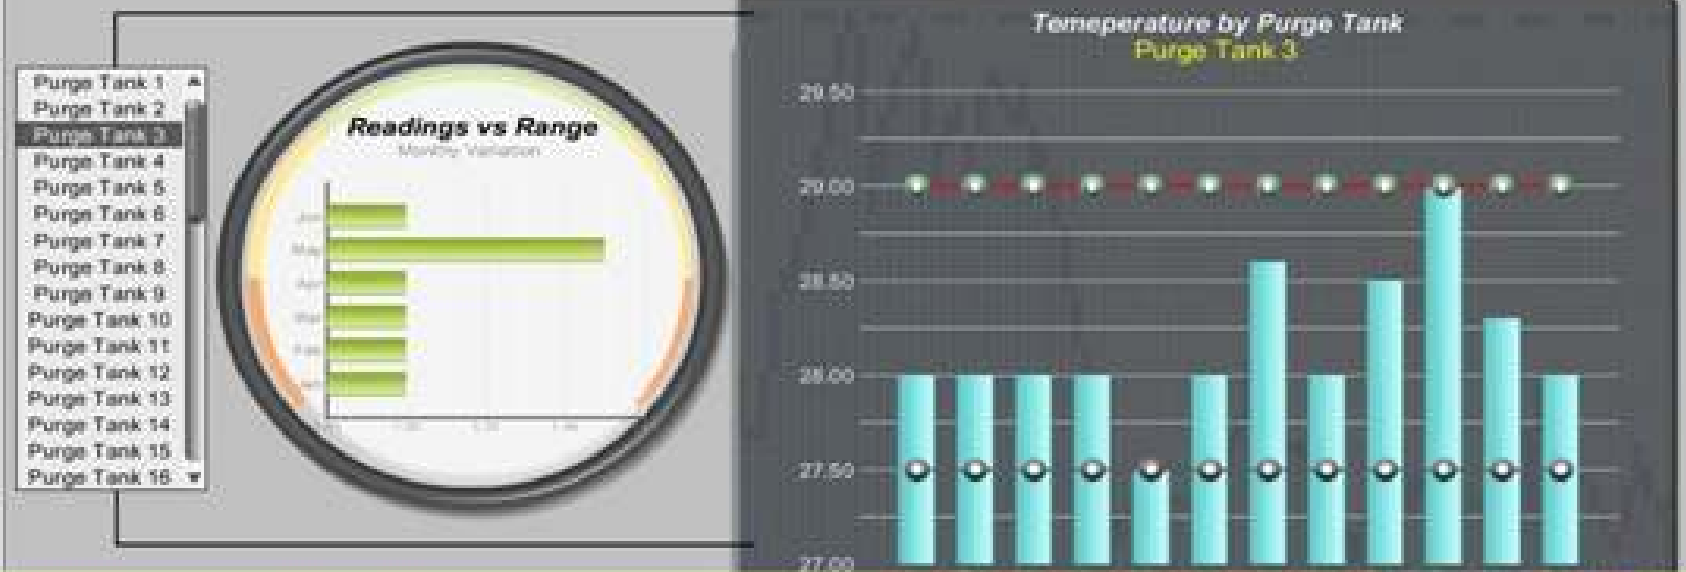 Purge Tank 1
Purge Tank 2
Purge Tank 3
Purge Tank 4
Purge Tank 5
Purge Tank 6
Purge Tank 7
Purge Tank 8
Purge Tank 9
Purge Tank 10
Purge Tank 11
Purge Tank 12
Purge Tank 13
Purge Tank 14
Purge Tank 15
Purge Tank 16
Readings vs Range
Monthly Variation
Jun
May
Apr
Mar
Feb
Jan
Temeperature by Purge Tank
Purge Tank 3
29.50
29.00
28.50
28.00
27.50
27.00